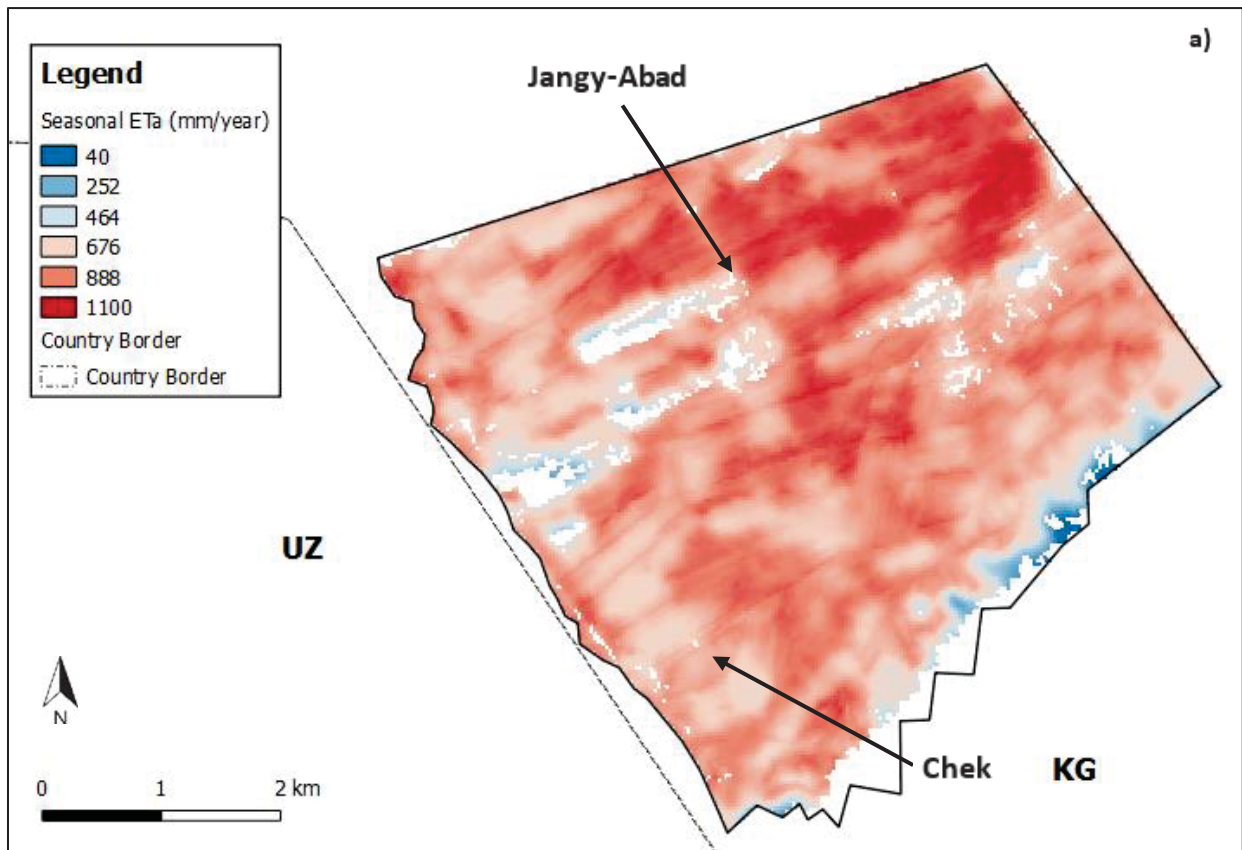 a)
Legend
Seasonal ETa (mm/year)
40
252
464
676
888
1100
Country Border
Country Border
Jangy-Abad
UZ
Chek
KG
N
0 1 2 km